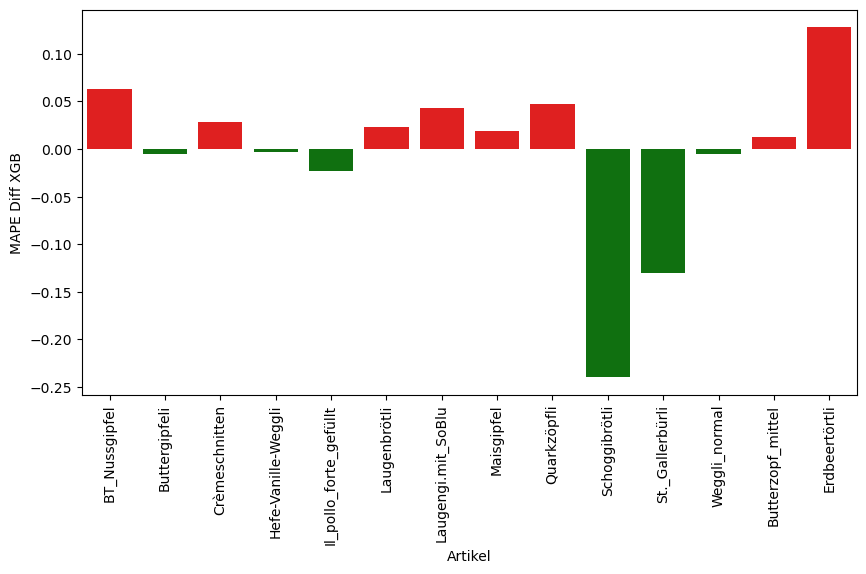 MAPE Diff XGB
0.10
0.05
0.00
−0.05
−0.10
−0.15
−0.20
−0.25
BT_Nussgipfel
Buttergipfeli
Crèmeschnitten
Hefe-Vanille-Weggli
Il_pollo_forte_gefüllt
Laugenbrötli
Laugengi.mit_SoBlu
Maisgipfel
Quarkzöpfli
Schoggibrötli
St._Gallerbürli
Weggli_normal
Butterzopf_mittel
Erdbeertörtli
Artikel